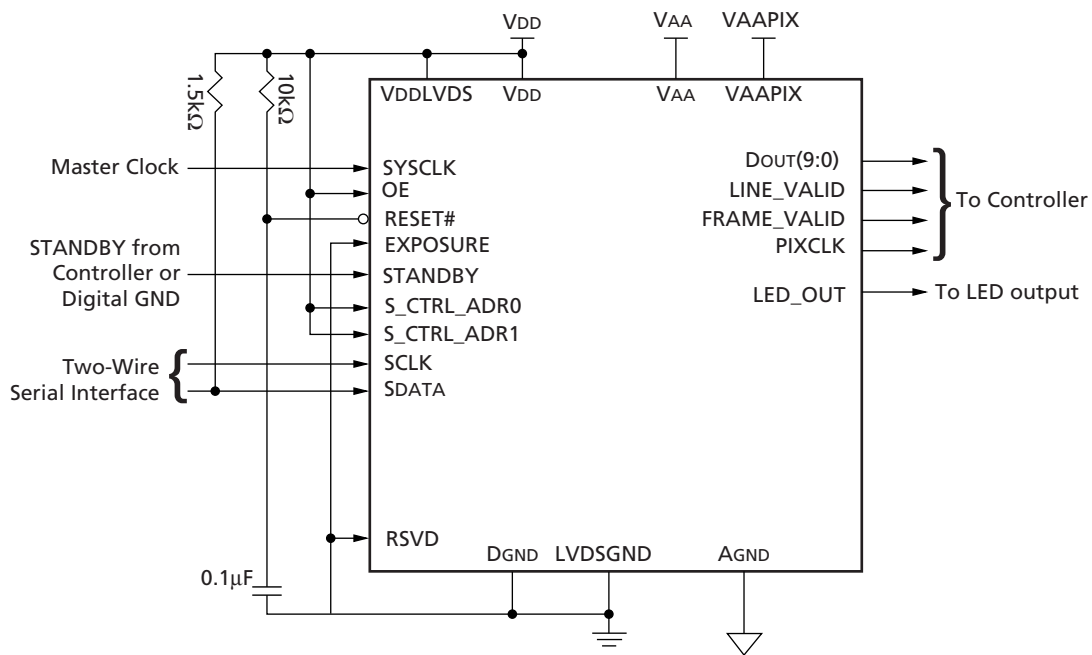 VDD
VAA
VAAPIX
1.5kΩ
10kΩ
VDDLVDS
VDD
VAA
VAAPIX
Master Clock
SYSCLK
OE
RESET#
EXPOSURE
STANDBY from
Controller or
Digital GND
STANDBY
S_CTRL_ADR0
S_CTRL_ADR1
Two-Wire
Serial Interface
SCLK
SDATA
RSVD
DOUT(9:0)
LINE_VALID
FRAME_VALID
PIXCLK
To Controller
LED_OUT
To LED output
DGND
LVDSGND
AGND
0.1μF